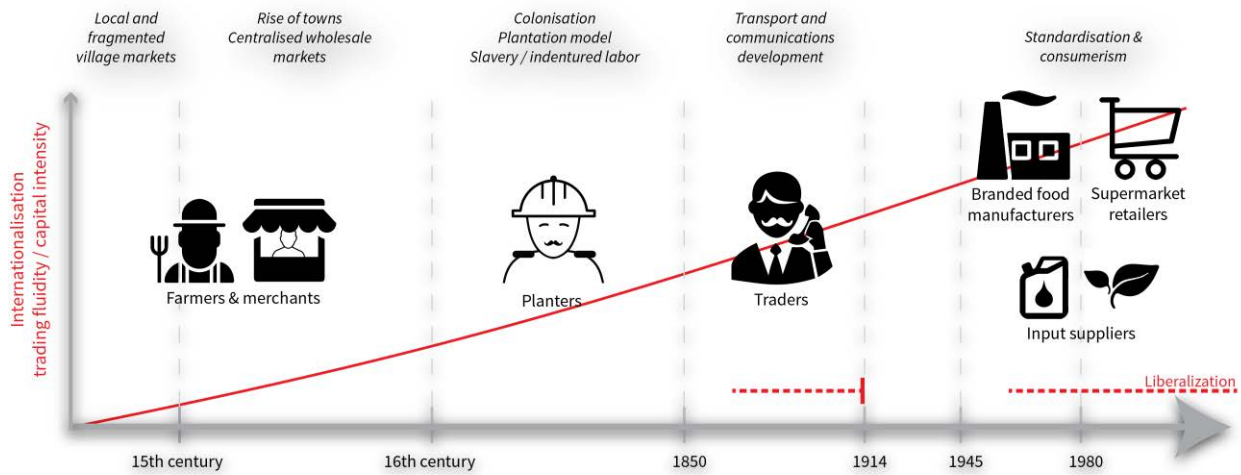 Local and
fragmented
village markets
Rise of towns
Centralised wholesale
markets
Colonisation
Plantation model
Slavery / indentured labor
Transport and
communications
development
Standardisation &
consumerism
Internationalisation
trading fluidity / capital intensity
Farmers & merchants
Planters
Traders
Branded food
manufacturers
Supermarket
retailers
Input suppliers
Liberalization
15th century
16th century
1850
1914
1945
1980